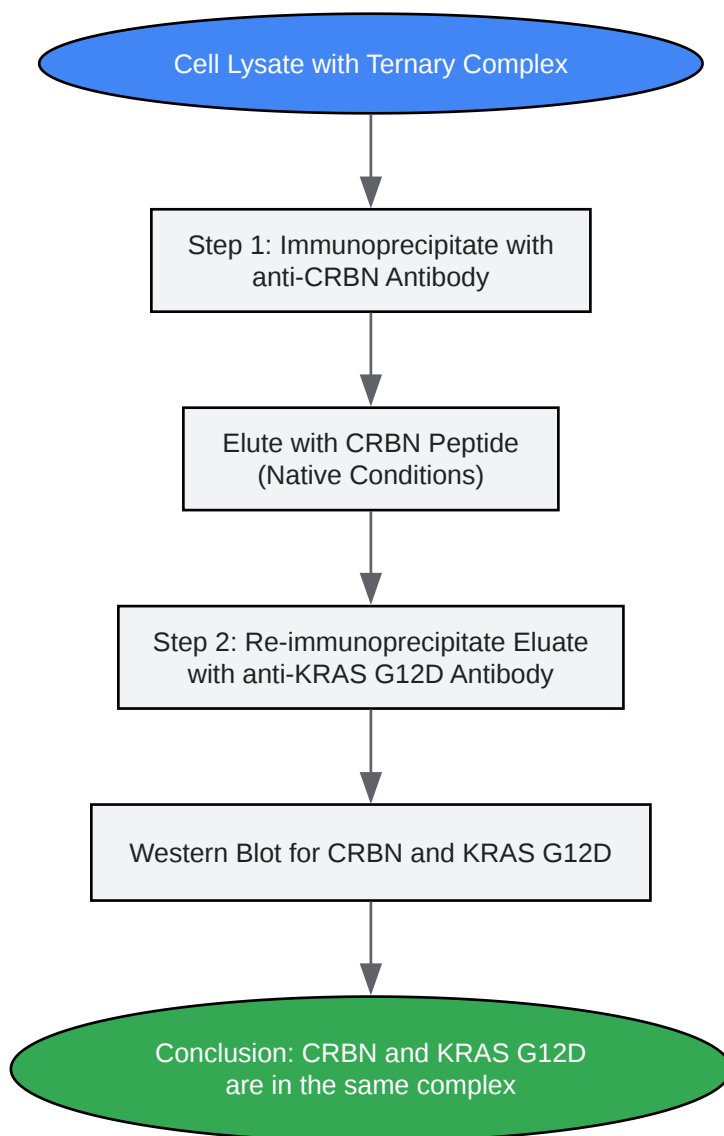 Cell Lysate with Ternary Complex
Step 1: Immunoprecipitate with
anti-CRBN Antibody
Elute with CRBN Peptide
(Native Conditions)
Step 2: Re-immunoprecipitate Eluate
with anti-KRAS G12D Antibody
Western Blot for CRBN and KRAS G12D
Conclusion: CRBN and KRAS G12D
are in the same complex